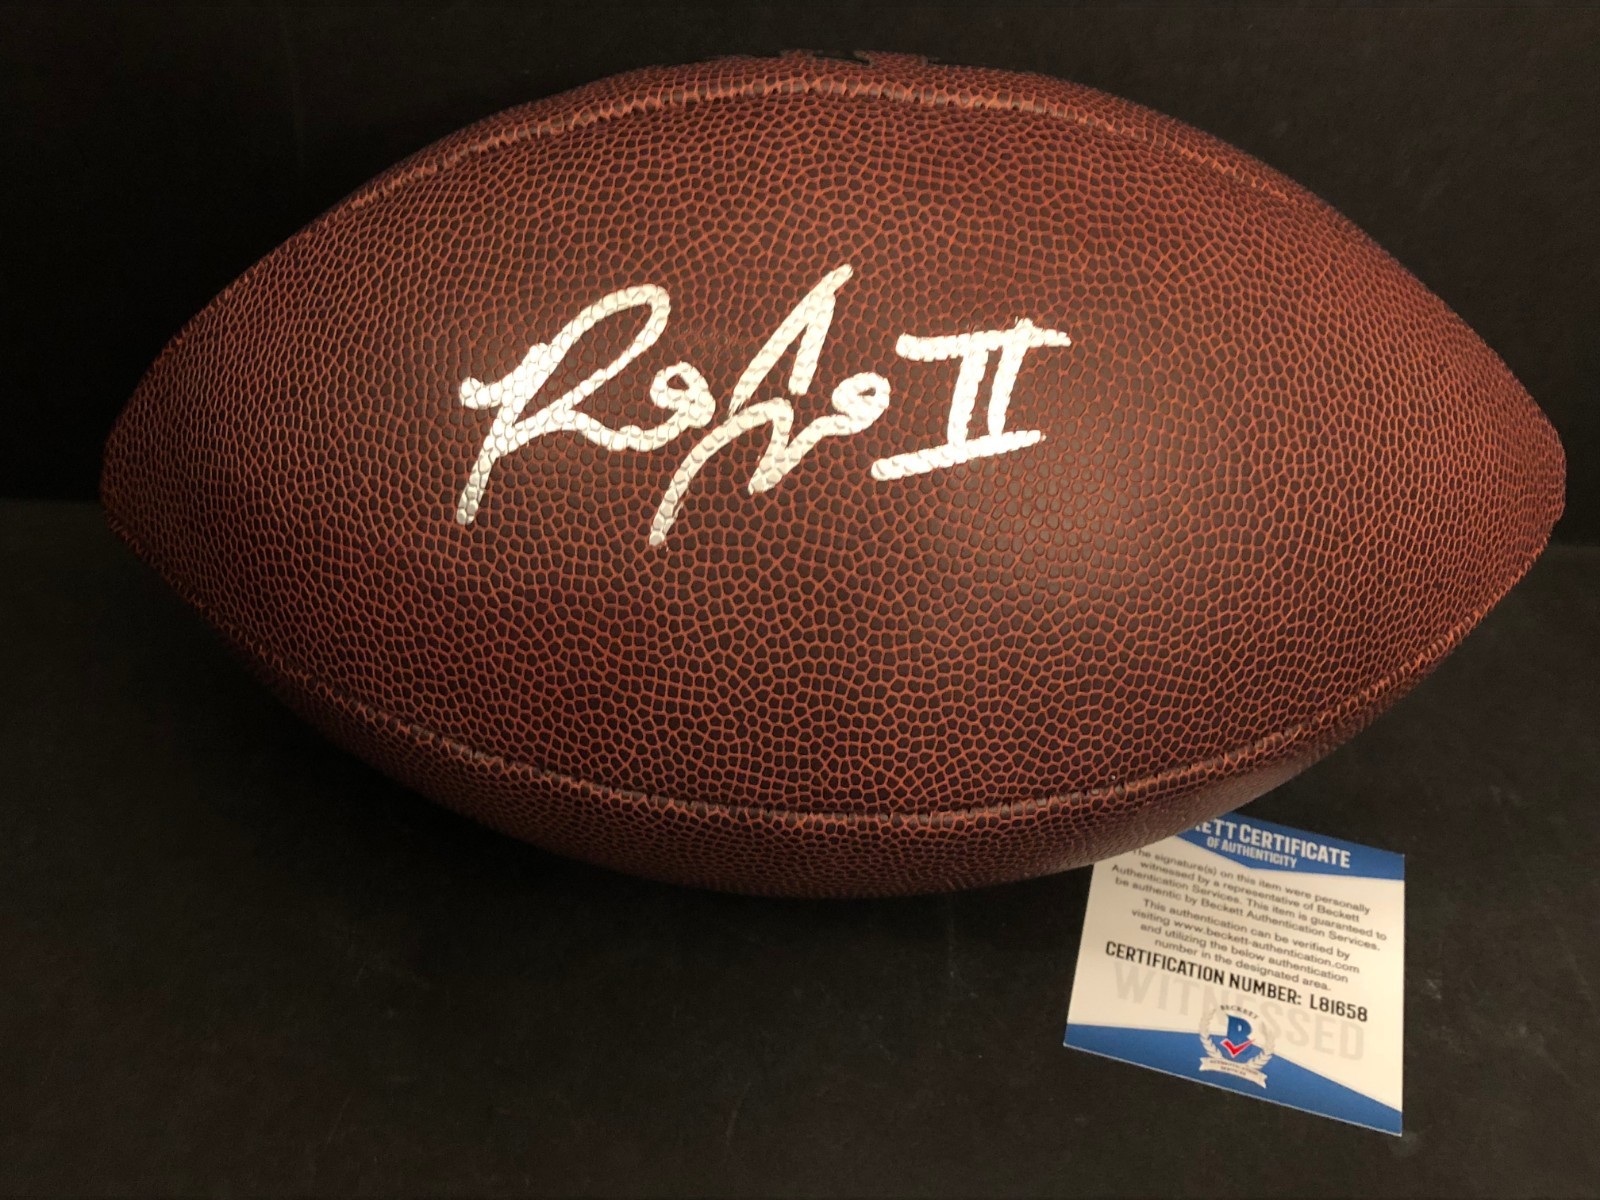 II
ETT CERTIFICATE
OF AUTHENTICITY
The signature(s) on this item were personally
witnessed by a representative of Beckett
Authentication Services. This item is guaranteed to
be authentic by Beckett Authentication Services.
This authentication can be verified by
visiting www.beckett-authentication.com
and utilizing the below authentication
number in the designated area.
CERTIFICATION NUMBER: L81658
WITNESSED
BECKETT
B